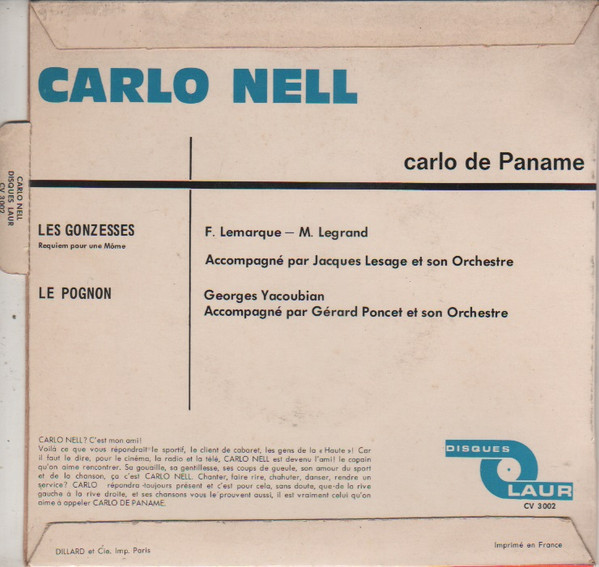 CARLO NELL
carlo de Paname
CARLO NELL
DISQUES LAUR
CV 3002
LES GONZESSES
Requiem pour une Môme
F. Lemarque – M. Legrand
Accompagné par Jacques Lesage et son Orchestre
LE POGNON
Georges Yacoubian
Accompagné par Gérard Poncet et son Orchestre
CARLO NELL? C'est mon ami!
Voilà ce que vous répondrait le sportif, le client de cabaret, les gens de la « Haute »! Car
il faut le dire, pour le cinéma, la radio et la télé, CARLO NELL est devenu l'ami! le copain
qu'on aime rencontrer. Sa gouaille, sa gentillesse, ses coups de gueule, son amour du sport
et de la chanson, ça c'est CARLO NELL. Chanter, faire rire, chahuter, danser, rendre un
service? CARLO répondra toujours présent et c'est pour cela, sans doute, que de la rive
gauche à la rive droite, et ses chansons vous le prouvent aussi, il est vraiment celui qu'on
aime à appeler CARLO DE PANAME.
DISQUES
LAUR
CV 3002
DILLARD et Cie. Imp. Paris
Imprimé en France